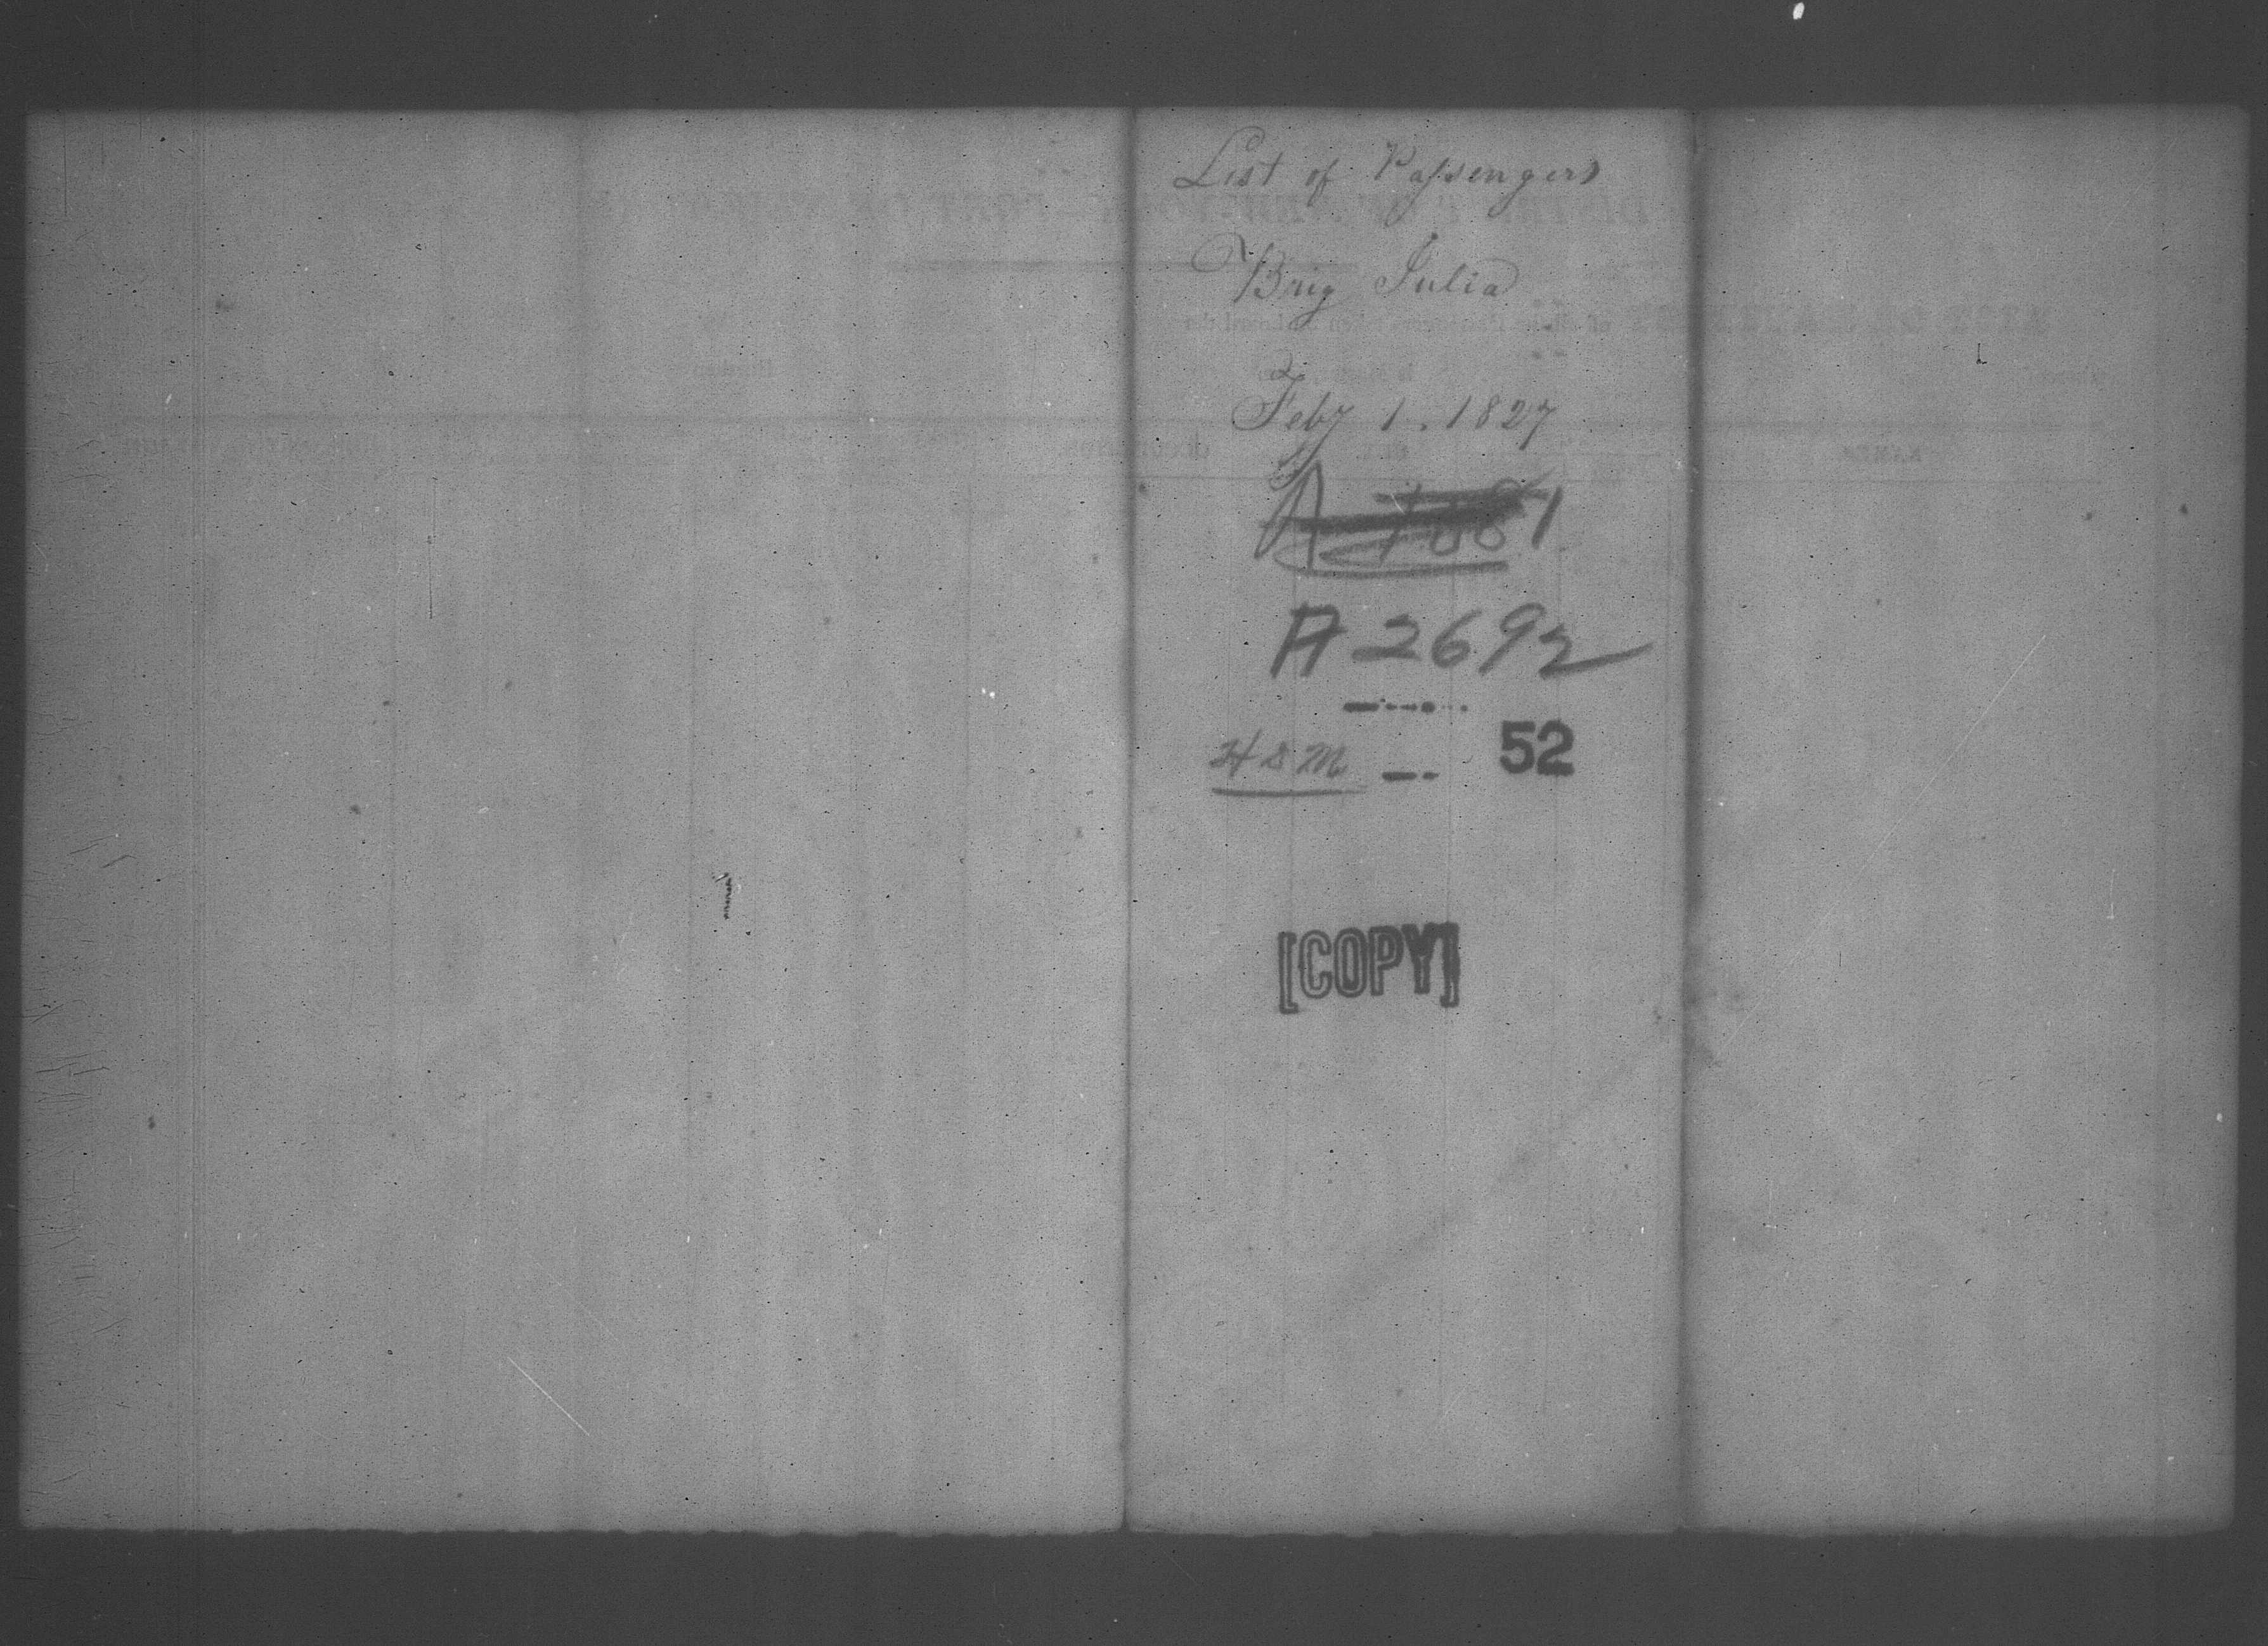 List of Passengers
Brig Julia
Feby 1. 1827
A 2692
H S M 52
[COPY]